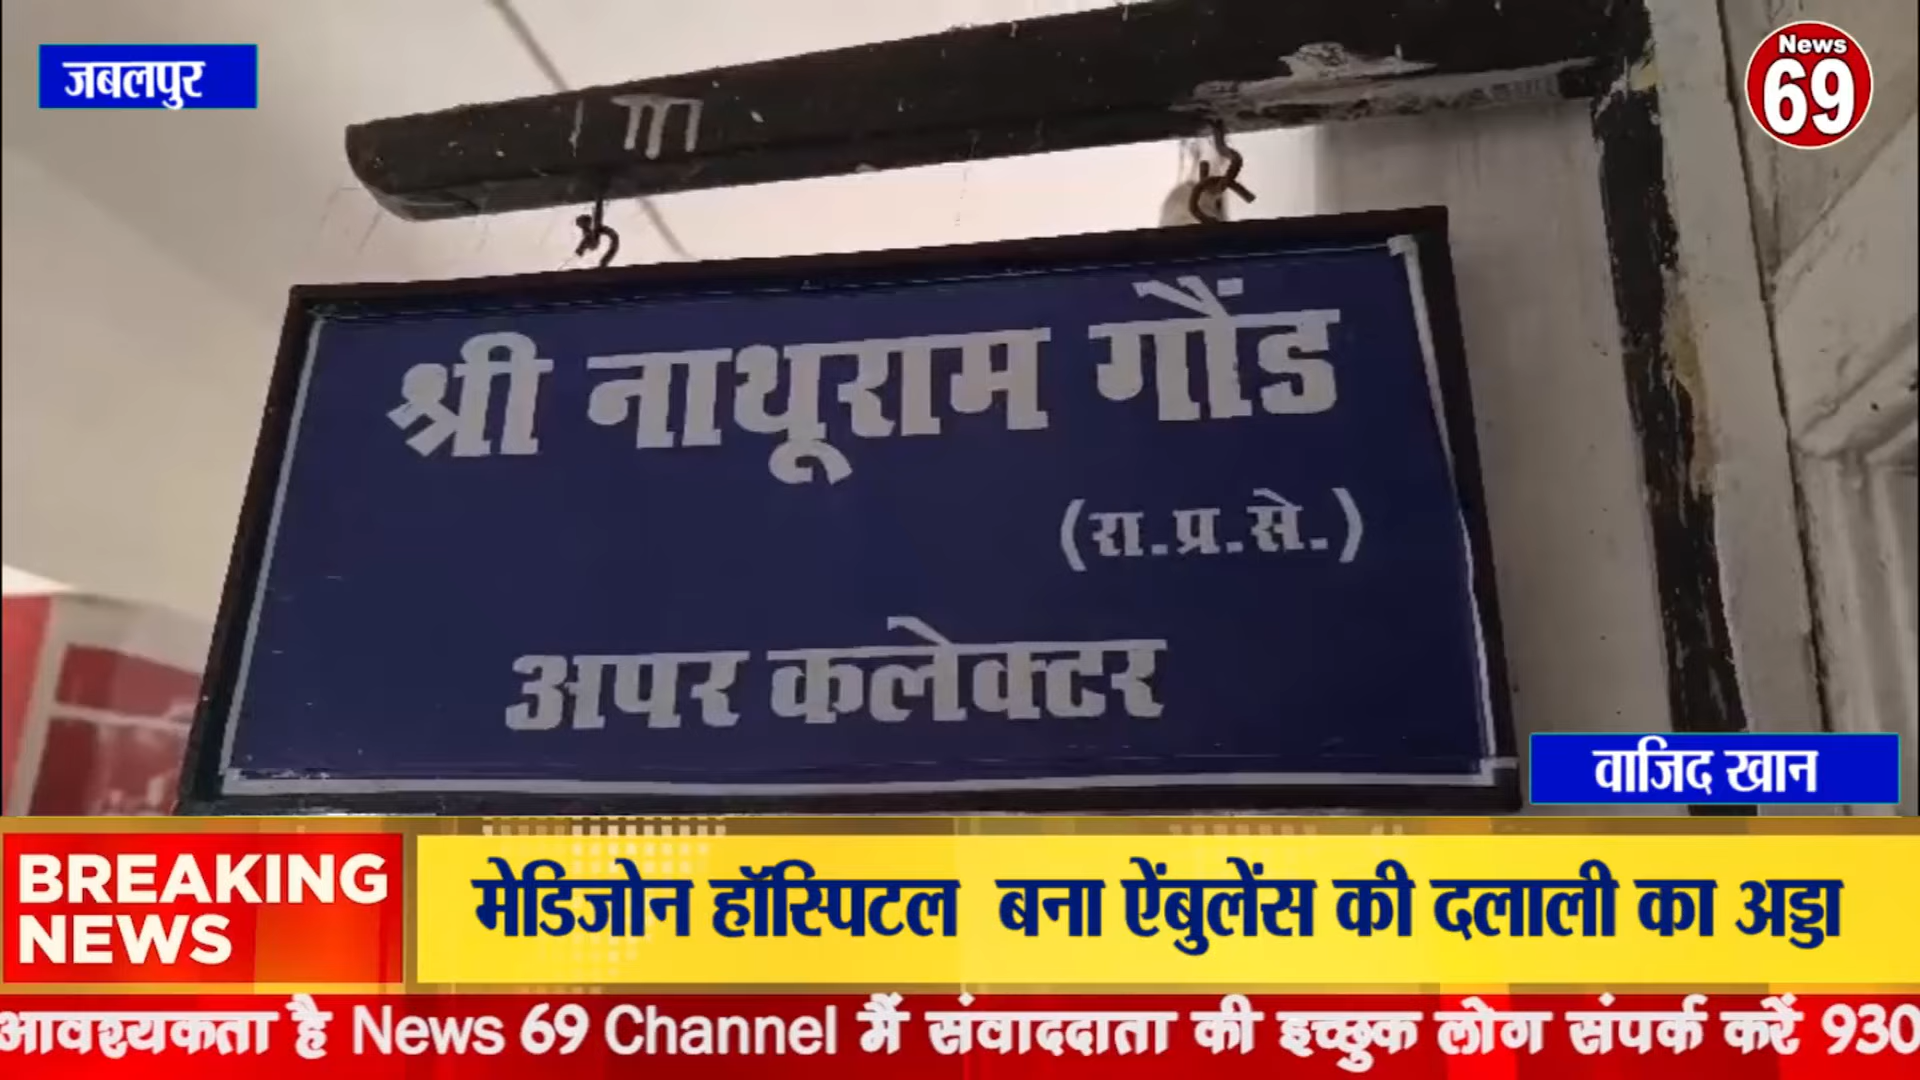 जबलपुर
News
69
श्री नाथूराम गौंड
(रा.प्र.से.)
अपर कलेक्टर
वाजिद खान
BREAKING
NEWS
मेडिजोन हॉस्पिटल बना ऐंबुलेंस की दलाली का अड्डा
आवश्यकता है News 69 Channel मैं संवाददाता की इच्छुक लोग संपर्क करें 930